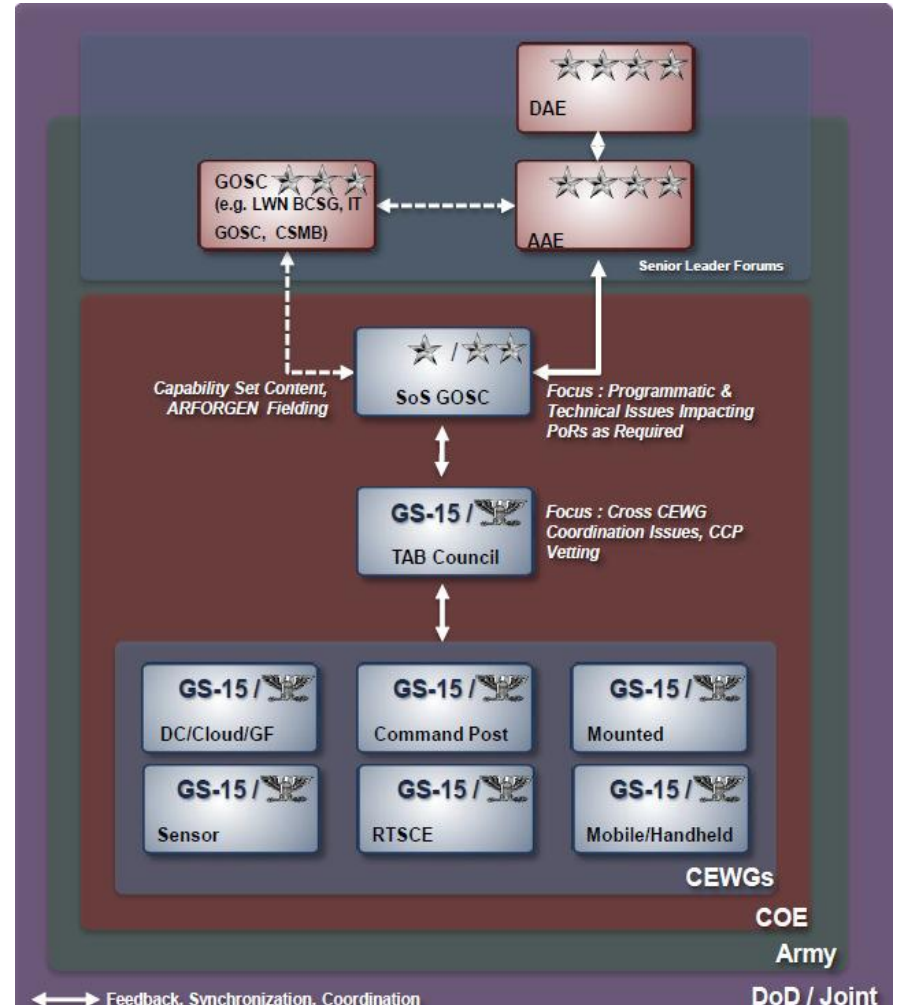 DAE
GOSC
(e.g. LWN BCSG, IT
GOSC, CSMB)
AAE
Senior Leader Forums
/
SoS GOSC
Capability Set Content,
ARFORGEN Fielding
Focus : Programmatic &
Technical Issues Impacting
PoRs as Required
GS-15 /
TAB Council
Focus : Cross CEWG
Coordination Issues, CCP
Vetting
GS-15 /
DC/Cloud/GF
GS-15 /
Command Post
GS-15 /
Mounted
GS-15 /
Sensor
GS-15 /
RTSCE
GS-15 /
Mobile/Handheld
CEWGs
COE
Army
DoD / Joint
Feedback, Synchronization, Coordination